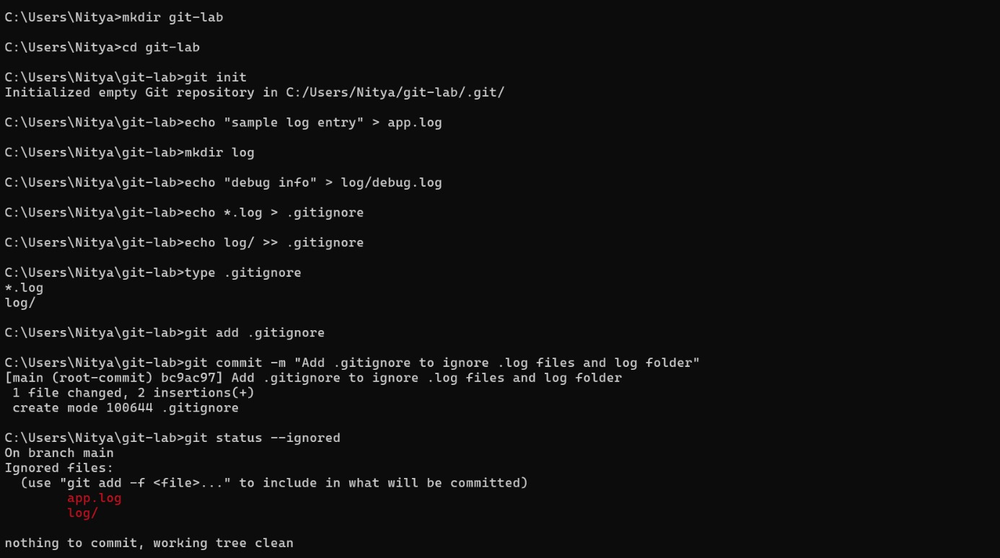 C:\Users\Nitya>mkdir git-lab
C:\Users\Nitya>cd git-lab
C:\Users\Nitya\git-lab>git init
Initialized empty Git repository in C:/Users/Nitya/git-lab/.git/
C:\Users\Nitya\git-lab>echo "sample log entry" > app.log
C:\Users\Nitya\git-lab>mkdir log
C:\Users\Nitya\git-lab>echo "debug info" > log/debug.log
C:\Users\Nitya\git-lab>echo *.log > .gitignore
C:\Users\Nitya\git-lab>echo log/ >> .gitignore
C:\Users\Nitya\git-lab>type .gitignore
*.log
log/
C:\Users\Nitya\git-lab>git add .gitignore
C:\Users\Nitya\git-lab>git commit -m "Add .gitignore to ignore .log files and log folder"
[main (root-commit) bc9ac97] Add .gitignore to ignore .log files and log folder
 1 file changed, 2 insertions(+)
 create mode 100644 .gitignore
C:\Users\Nitya\git-lab>git status --ignored
On branch main
Ignored files:
  (use "git add -f <file>..." to include in what will be committed)
        app.log
        log/
nothing to commit, working tree clean